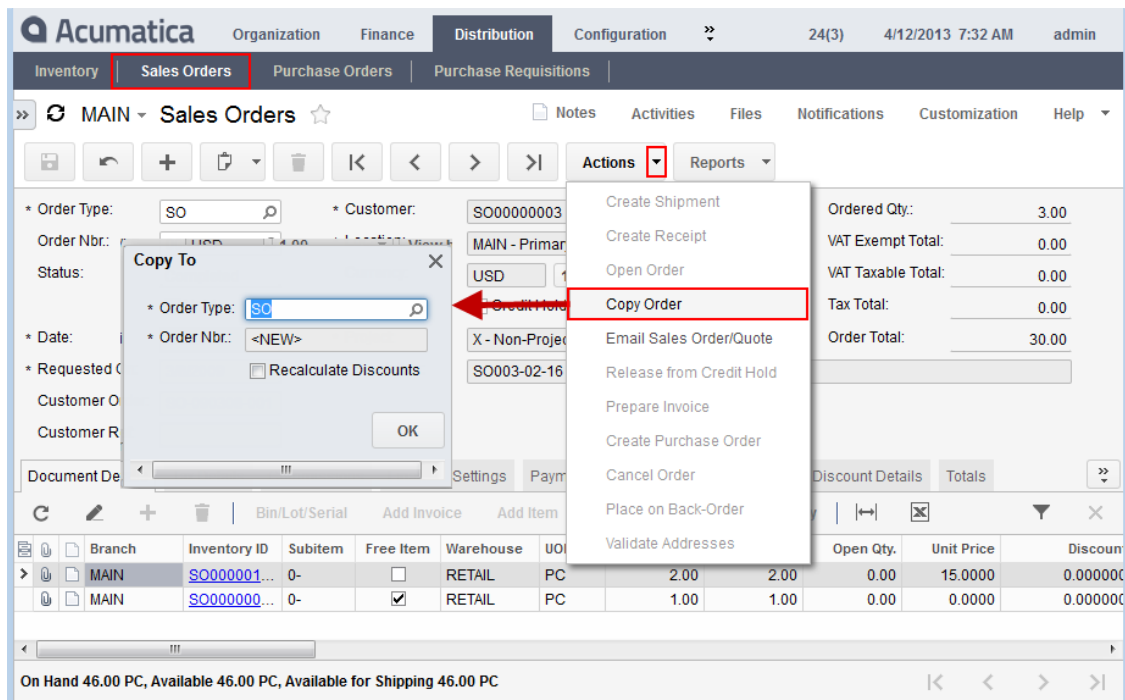 Acumatica Organization Finance Distribution Configuration 24(3) 4/12/2013 7:32 AM admin
Inventory Sales Orders Purchase Orders Purchase Requisitions
MAIN Sales Orders Notes Activities Files Notifications Customization Help
Actions Reports
* Order Type: SO * Customer: SO00000003 Ordered Qty.: 3.00
Order Nbr.: MAIN - Primar VAT Exempt Total: 0.00
Status: USD 1 VAT Taxable Total: 0.00
Tax Total: 0.00
* Date: X - Non-Projec Order Total: 30.00
* Requested SO003-02-16
Customer O
Customer R
Copy To
* Order Type: SO
* Order Nbr.: <NEW>
Recalculate Discounts
OK
Create Shipment
Create Receipt
Open Order
Copy Order
Email Sales Order/Quote
Release from Credit Hold
Prepare Invoice
Create Purchase Order
Cancel Order
Place on Back-Order
Validate Addresses
Document De Settings Paym Discount Details Totals
Bin/Lot/Serial Add Invoice Add Item
Branch Inventory ID Subitem Free Item Warehouse UO Open Qty. Unit Price Discoun
MAIN SO000001... 0- RETAIL PC 2.00 2.00 0.00 15.0000 0.000000
MAIN SO000000... 0- RETAIL PC 1.00 1.00 0.00 0.0000 0.000000
On Hand 46.00 PC, Available 46.00 PC, Available for Shipping 46.00 PC